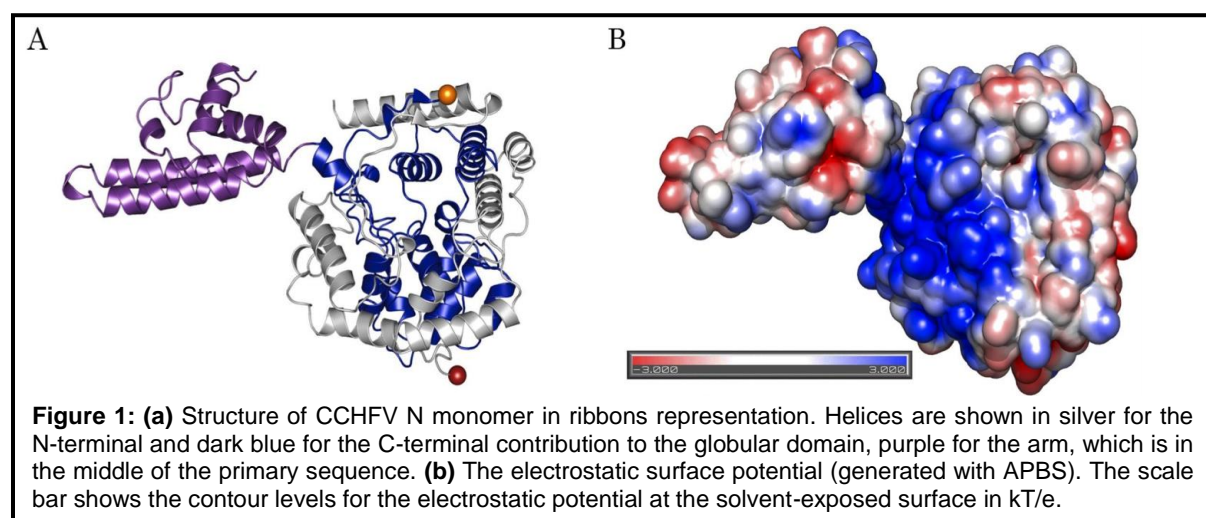 A
B
-3.000
3.000
Figure 1: (a) Structure of CCHFV N monomer in ribbons representation. Helices are shown in silver for the
N-terminal and dark blue for the C-terminal contribution to the globular domain, purple for the arm, which is in
the middle of the primary sequence. (b) The electrostatic surface potential (generated with APBS). The scale
bar shows the contour levels for the electrostatic potential at the solvent-exposed surface in kT/e.